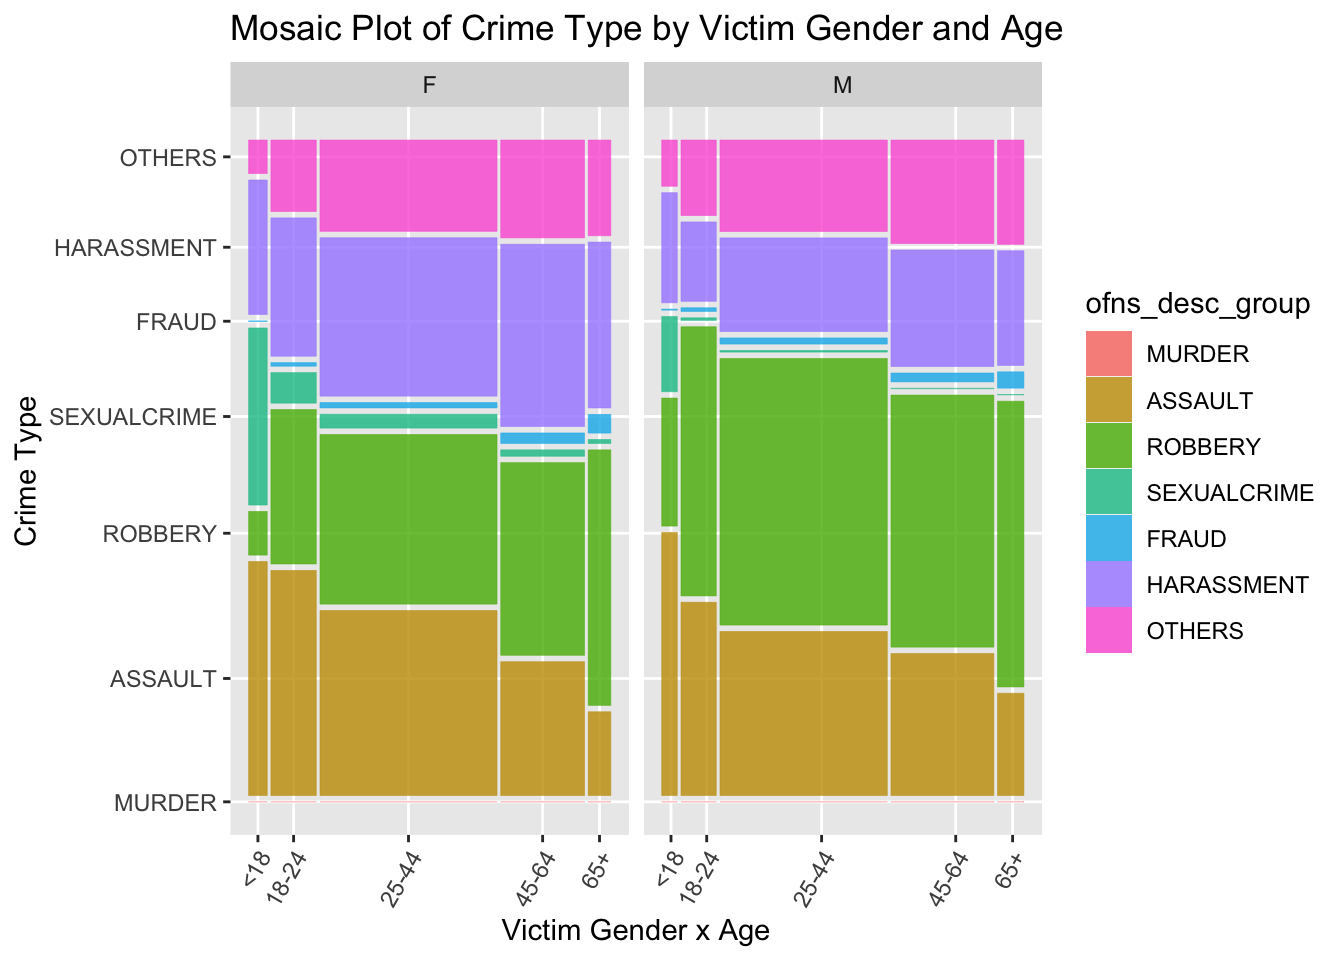 Mosaic Plot of Crime Type by Victim Gender and Age
F
M
OTHERS
HARASSMENT
FRAUD
SEXUALCRIME
ROBBERY
ASSAULT
MURDER
Crime Type
<18
18-24
25-44
45-64
65+
<18
18-24
25-44
45-64
65+
Victim Gender x Age
ofns_desc_group
MURDER
ASSAULT
ROBBERY
SEXUALCRIME
FRAUD
HARASSMENT
OTHERS